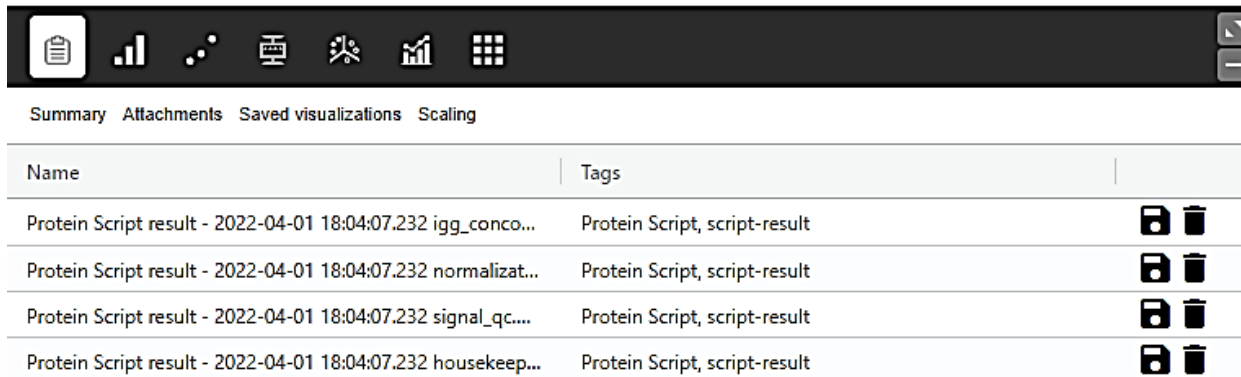 Summary Attachments Saved visualizations Scaling
Name Tags
Protein Script result - 2022-04-01 18:04:07.232 igg_conco... Protein Script, script-result
Protein Script result - 2022-04-01 18:04:07.232 normalizat... Protein Script, script-result
Protein Script result - 2022-04-01 18:04:07.232 signal_qc.... Protein Script, script-result
Protein Script result - 2022-04-01 18:04:07.232 housekeep... Protein Script, script-result